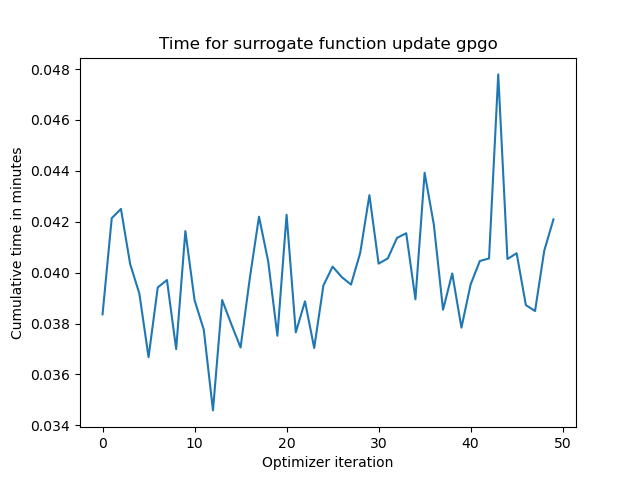 Time for surrogate function update gpgo
0.048
0.046
0.044
0.042
0.040
0.038
0.036
0.034
Cumulative time in minutes
0 10 20 30 40 50
Optimizer iteration